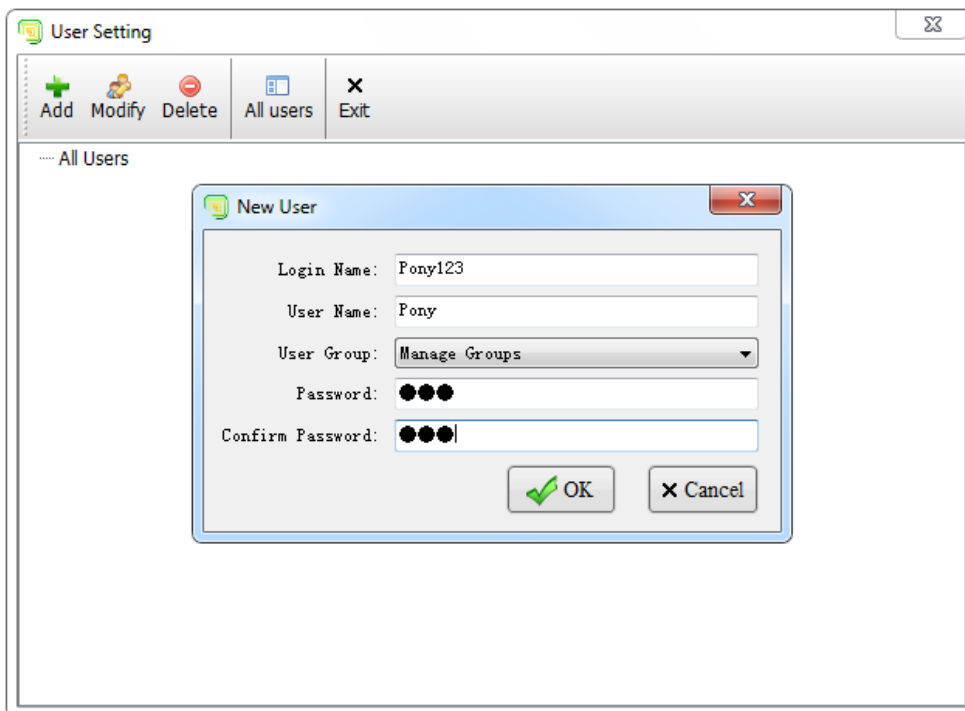 User Setting
Add Modify Delete All users Exit
All Users
New User
Login Name: Pony123
User Name: Pony
User Group: Manage Groups
Password: ●●●
Confirm Password: ●●●
OK Cancel